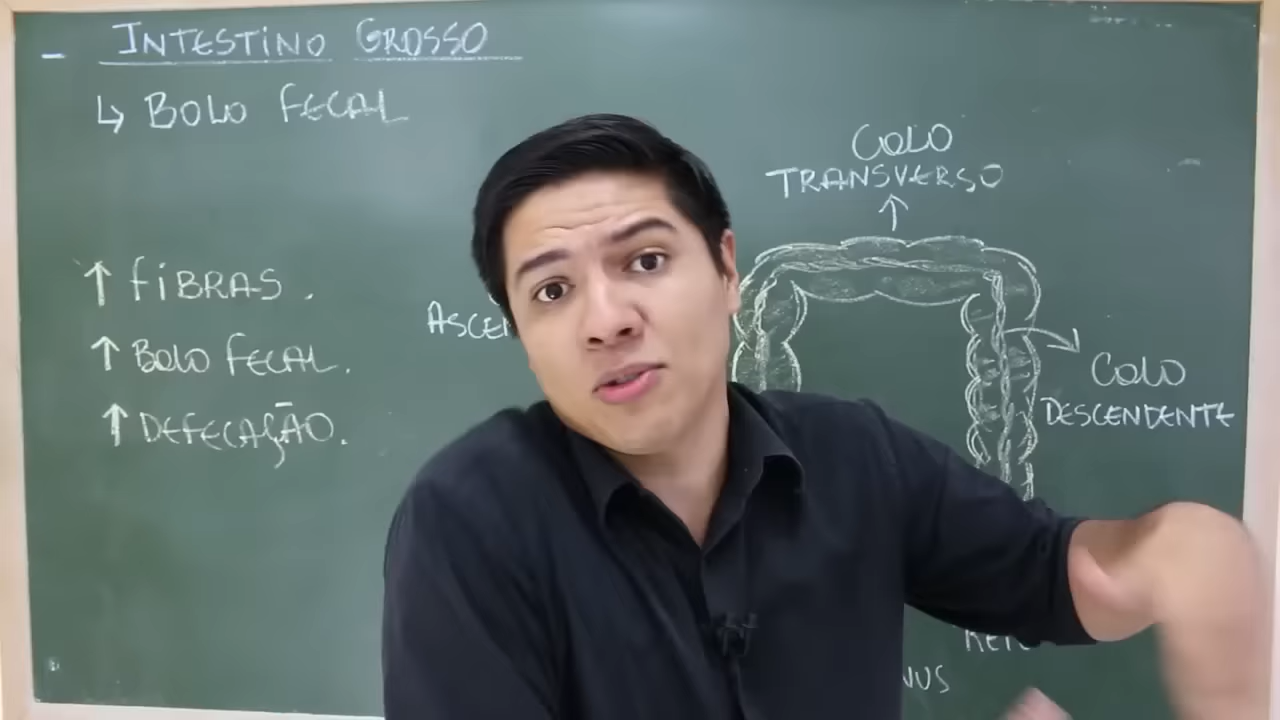 - INTESTINO GROSSO
↳ BOLO FECAL
COLO
TRANSVERSO
↑
↑ FIBRAS.
↑ BOLO FECAL.
↑ DEFECAÇÃO.
COLO
DESCENDENTE